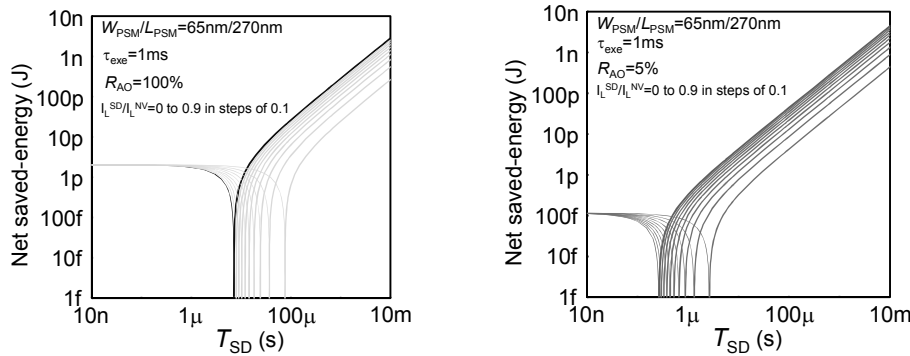 Net saved-energy (J)
10n
1n
100p
10p
1p
100f
10f
1f
W_PSM/L_PSM=65nm/270nm
τ_exe=1ms
R_AO=100%
I_L^SD/I_L^NV=0 to 0.9 in steps of 0.1
10n 1μ 100μ 10m
T_SD (s)
Net saved-energy (J)
10n
1n
100p
10p
1p
100f
10f
1f
W_PSM/L_PSM=65nm/270nm
τ_exe=1ms
R_AO=5%
I_L^SD/I_L^NV=0 to 0.9 in steps of 0.1
10n 1μ 100μ 10m
T_SD (s)